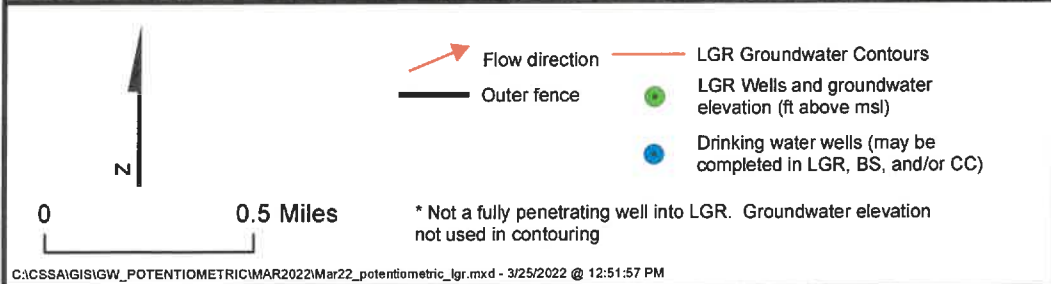 N
0 0.5 Miles
Flow direction
Outer fence
LGR Groundwater Contours
LGR Wells and groundwater
elevation (ft above msl)
Drinking water wells (may be
completed in LGR, BS, and/or CC)
* Not a fully penetrating well into LGR. Groundwater elevation
not used in contouring
C:\CSSA\GIS\GW_POTENTIOMETRIC\MAR2022\Mar22_potentiometric_lgr.mxd - 3/25/2022 @ 12:51:57 PM